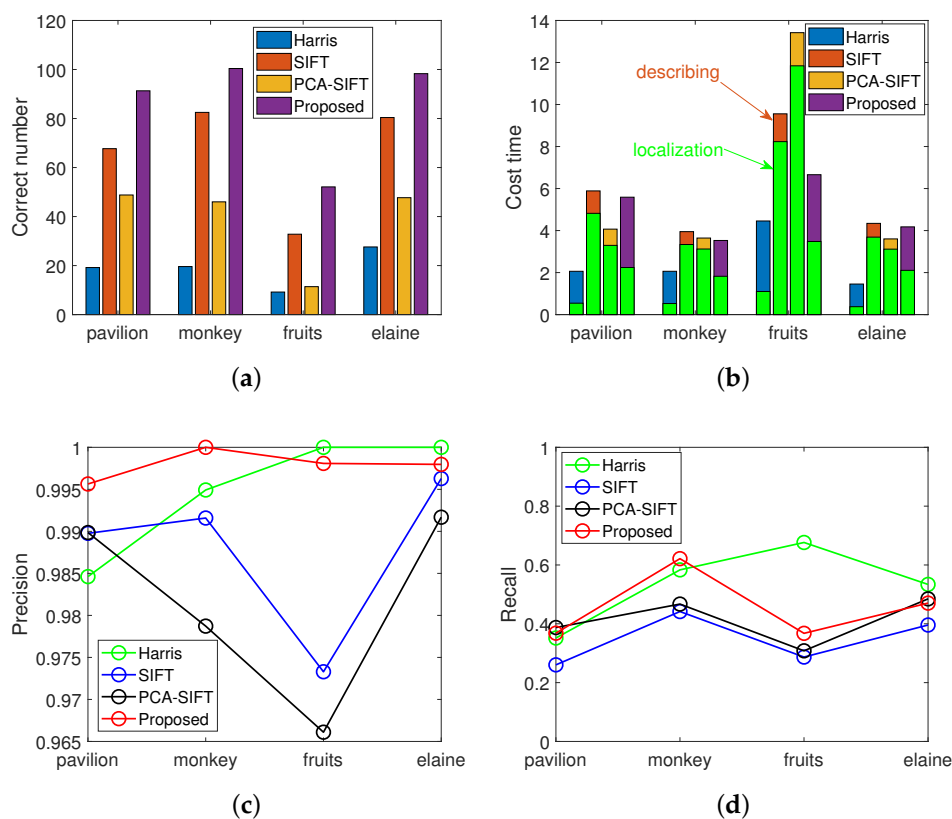 120
100
80
60
40
20
0
Correct number
Harris
SIFT
PCA-SIFT
Proposed
pavilion monkey fruits elaine
(a)
14
12
10
8
6
4
2
0
Cost time
describing
localization
Harris
SIFT
PCA-SIFT
Proposed
pavilion monkey fruits elaine
(b)
1
0.995
0.99
0.985
0.98
0.975
0.97
0.965
Precision
Harris
SIFT
PCA-SIFT
Proposed
pavilion monkey fruits elaine
(c)
1
0.8
0.6
0.4
0.2
0
Recall
Harris
SIFT
PCA-SIFT
Proposed
pavilion monkey fruits elaine
(d)